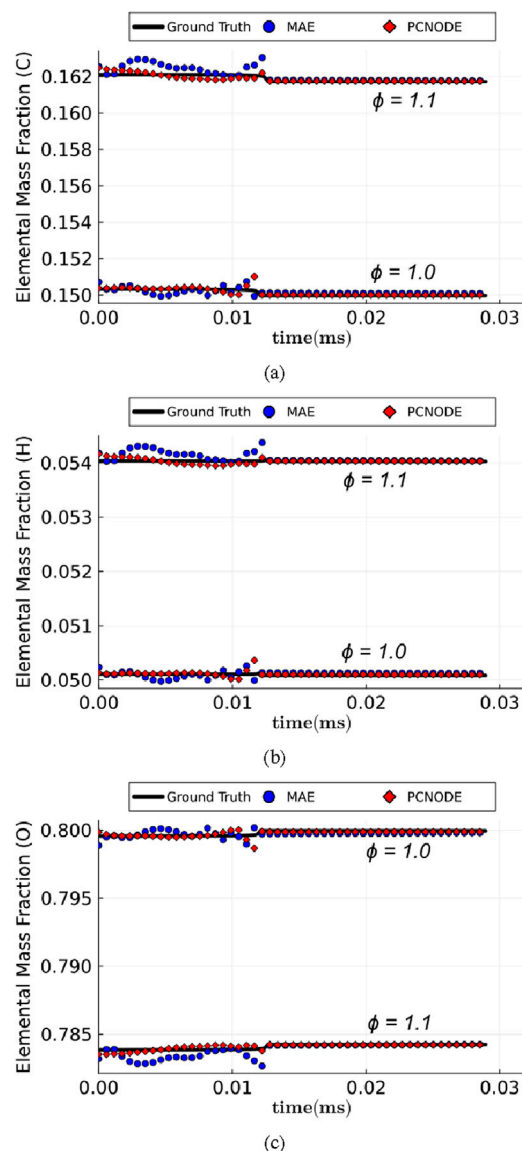 Ground Truth MAE PCNODE
Elemental Mass Fraction (C)
0.162
0.160
0.158
0.156
0.154
0.152
0.150
ϕ = 1.1
ϕ = 1.0
0.00 0.01 0.02 0.03
time(ms)
(a)
Ground Truth MAE PCNODE
Elemental Mass Fraction (H)
0.054
0.053
0.052
0.051
0.050
ϕ = 1.1
ϕ = 1.0
0.00 0.01 0.02 0.03
time(ms)
(b)
Ground Truth MAE PCNODE
Elemental Mass Fraction (O)
0.800
0.795
0.790
0.785
ϕ = 1.0
ϕ = 1.1
0.00 0.01 0.02 0.03
time(ms)
(c)